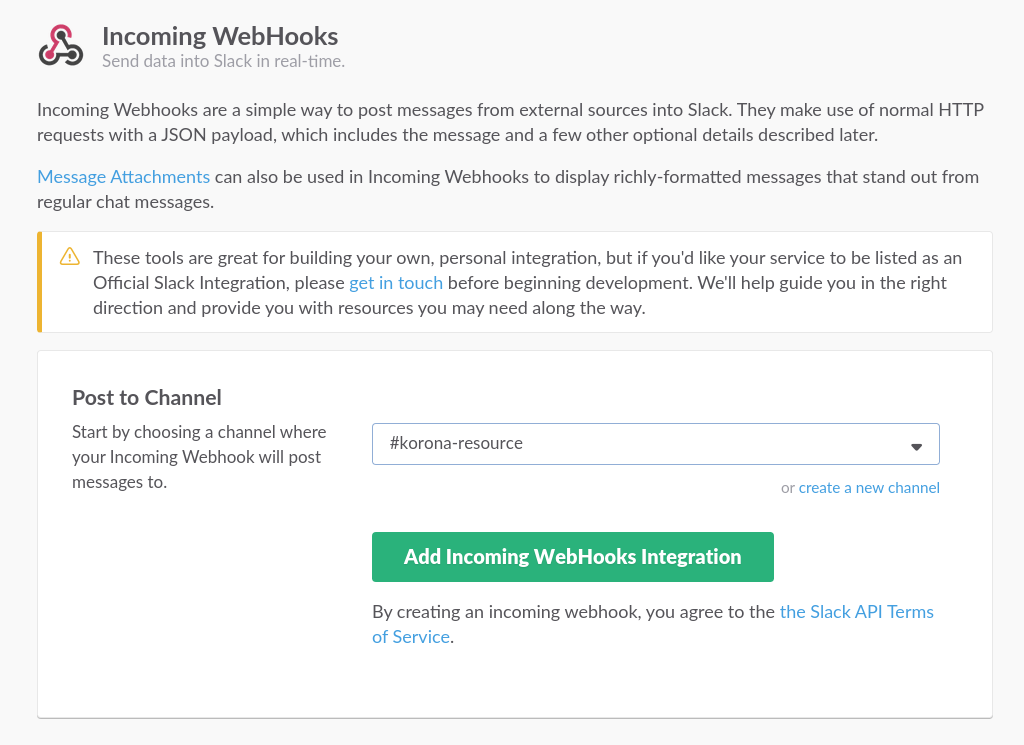 Incoming WebHooks
Send data into Slack in real-time.
Incoming Webhooks are a simple way to post messages from external sources into Slack. They make use of normal HTTP
requests with a JSON payload, which includes the message and a few other optional details described later.
Message Attachments can also be used in Incoming Webhooks to display richly-formatted messages that stand out from
regular chat messages.
These tools are great for building your own, personal integration, but if you'd like your service to be listed as an
Official Slack Integration, please get in touch before beginning development. We'll help guide you in the right
direction and provide you with resources you may need along the way.
Post to Channel
Start by choosing a channel where
your Incoming Webhook will post
messages to.
#korona-resource
or create a new channel
Add Incoming WebHooks Integration
By creating an incoming webhook, you agree to the the Slack API Terms
of Service.